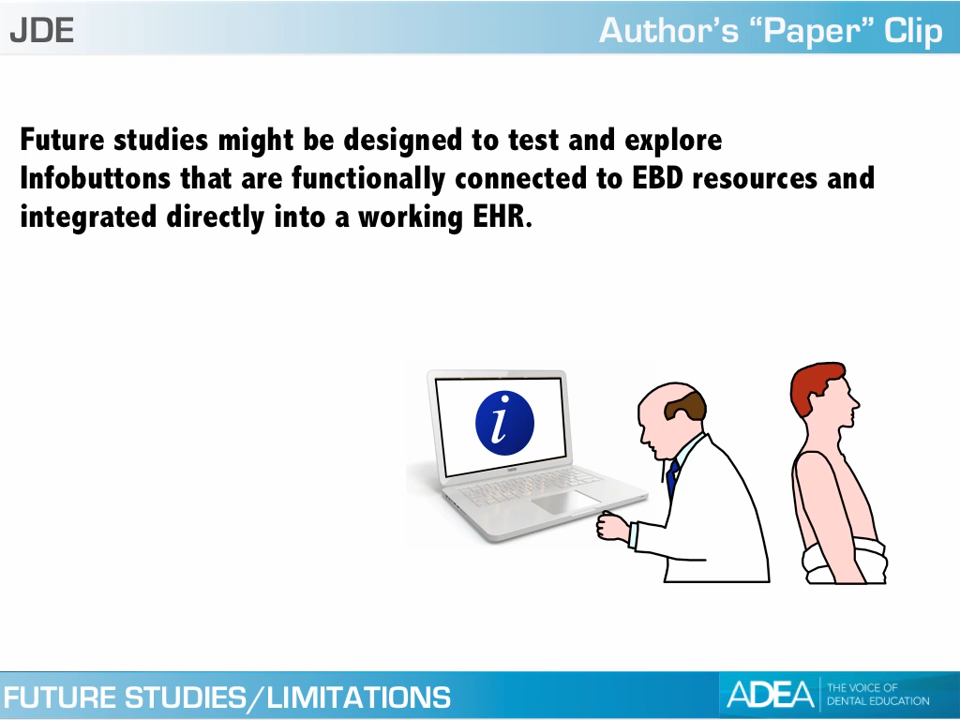 JDE
Author's “Paper” Clip
Future studies might be designed to test and explore
Infobuttons that are functionally connected to EBD resources and
integrated directly into a working EHR.
i
FUTURE STUDIES/LIMITATIONS
ADEA
THE VOICE OF
DENTAL EDUCATION